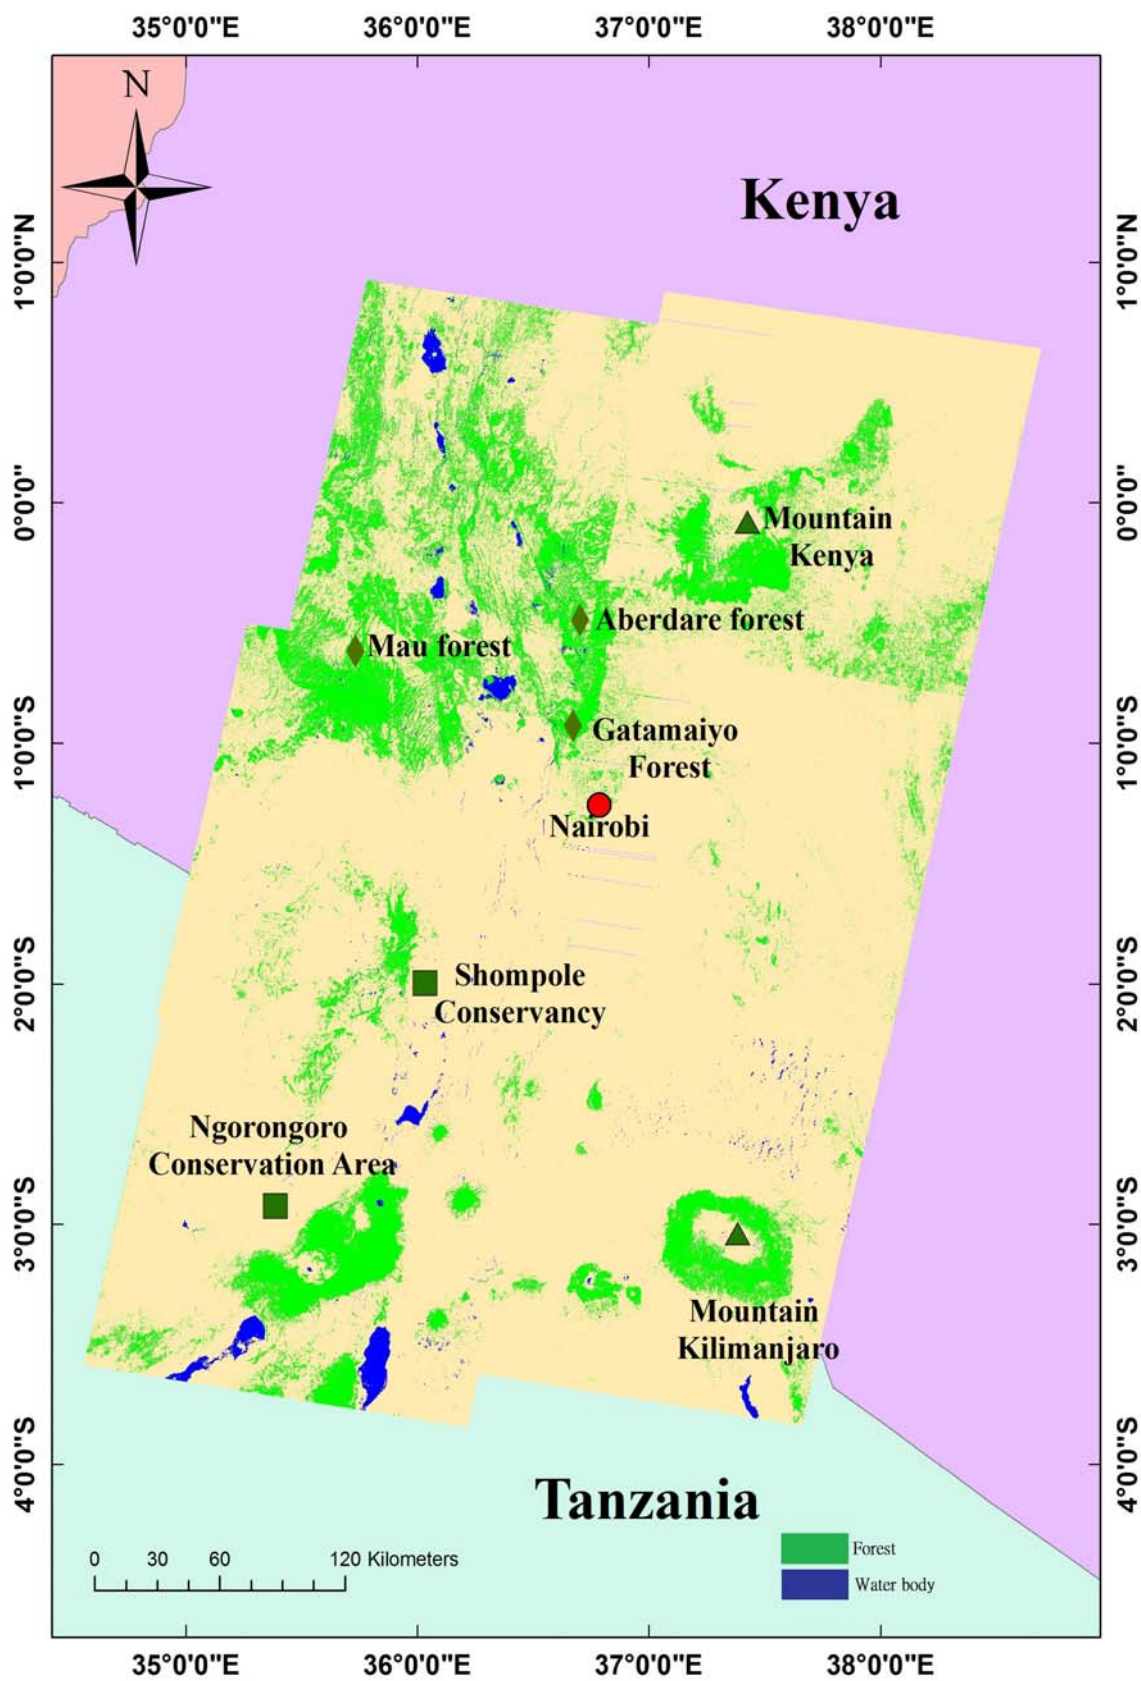 35°0'0"E 36°0'0"E 37°0'0"E 38°0'0"E
N
Kenya
1°0'0"N
1°0'0"N
0°0'0"
0°0'0"
Mountain
Kenya
Aberdare forest
Mau forest
Gatamaiyo
Forest
1°0'0"S
1°0'0"S
Nairobi
2°0'0"S
2°0'0"S
Shompole
Conservancy
Ngorongoro
Conservation Area
3°0'0"S
3°0'0"S
Mountain
Kilimanjaro
4°0'0"S
4°0'0"S
Tanzania
0 30 60 120 Kilometers
Forest
Water body
35°0'0"E 36°0'0"E 37°0'0"E 38°0'0"E